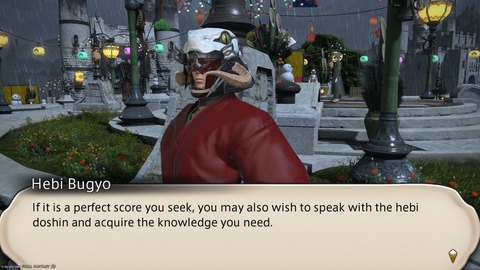 Hebi Bugyo
If it is a perfect score you seek, you may also wish to speak with the hebi
doshin and acquire the knowledge you need.